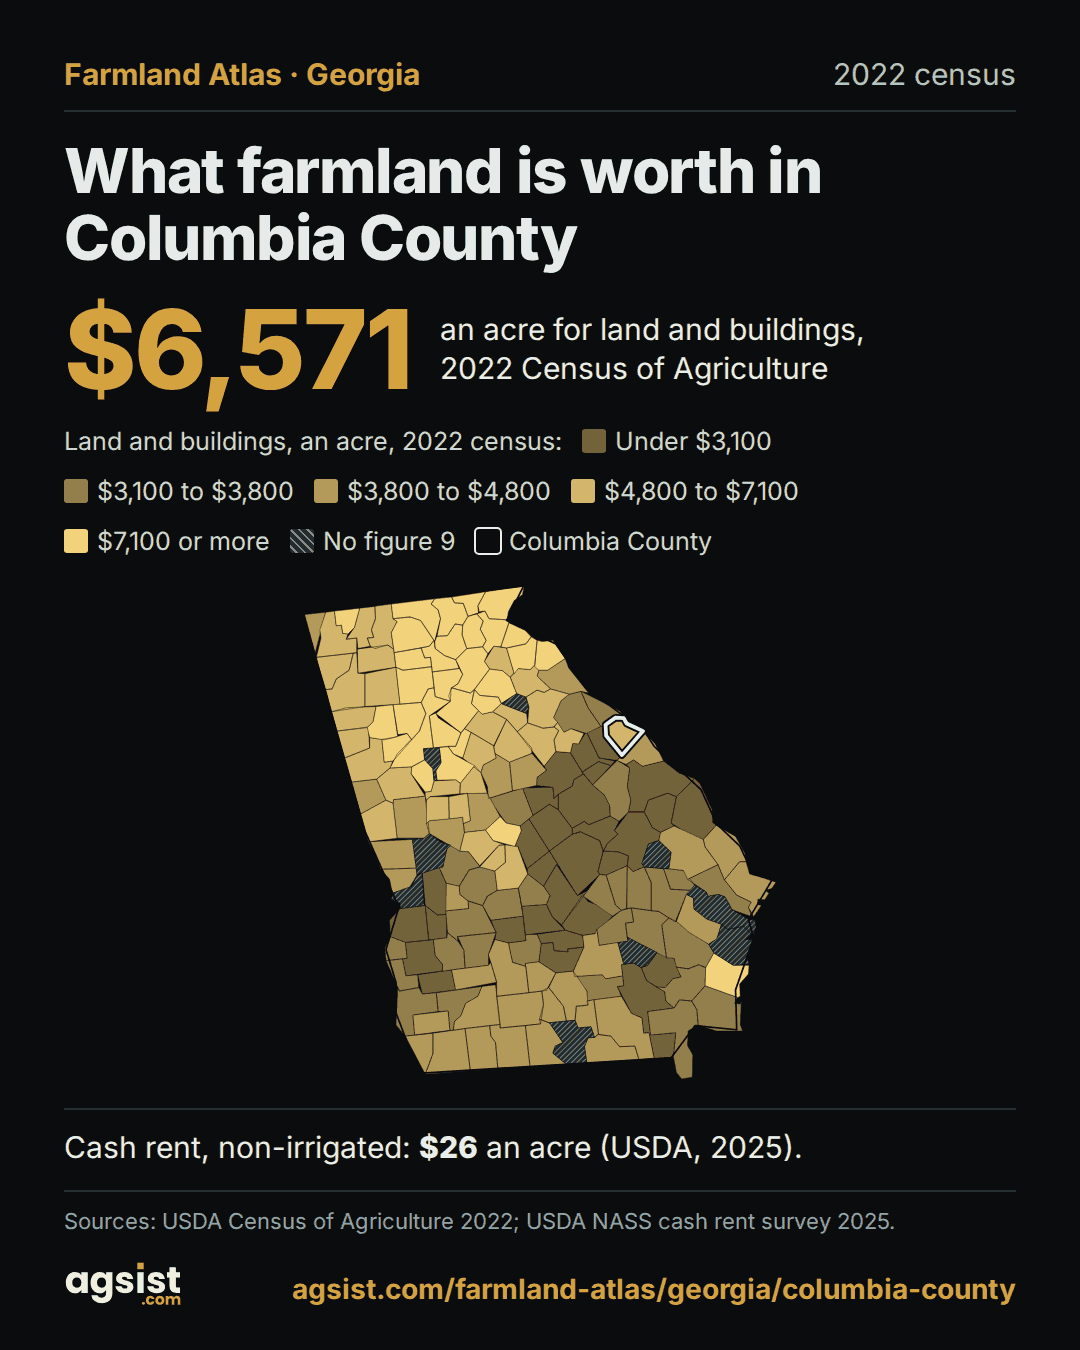 Farmland Atlas · Georgia
2022 census
What farmland is worth in
Columbia County
$6,571
an acre for land and buildings,
2022 Census of Agriculture
Land and buildings, an acre, 2022 census: Under $3,100
$3,100 to $3,800 $3,800 to $4,800 $4,800 to $7,100
$7,100 or more No figure 9 Columbia County
Cash rent, non-irrigated: $26 an acre (USDA, 2025).
Sources: USDA Census of Agriculture 2022; USDA NASS cash rent survey 2025.
agsist
.com
agsist.com/farmland-atlas/georgia/columbia-county